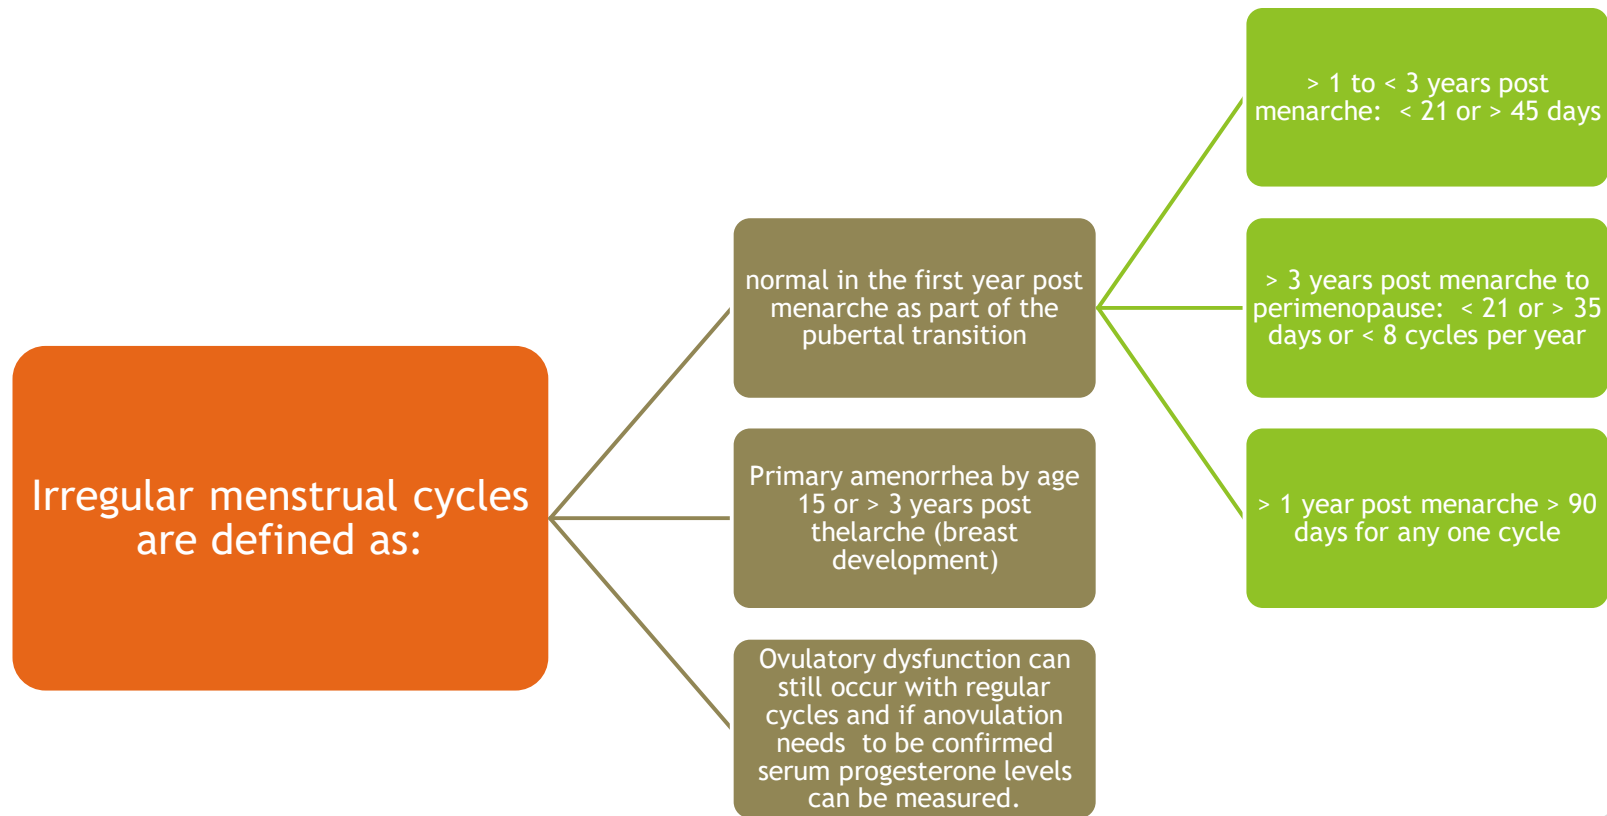 Irregular menstrual cycles
are defined as:
normal in the first year post
menarche as part of the
pubertal transition
> 1 to < 3 years post
menarche: < 21 or > 45 days
> 3 years post menarche to
perimenopause: < 21 or > 35
days or < 8 cycles per year
> 1 year post menarche > 90
days for any one cycle
Primary amenorrhea by age
15 or > 3 years post
thelarche (breast
development)
Ovulatory dysfunction can
still occur with regular
cycles and if anovulation
needs to be confirmed
serum progesterone levels
can be measured.